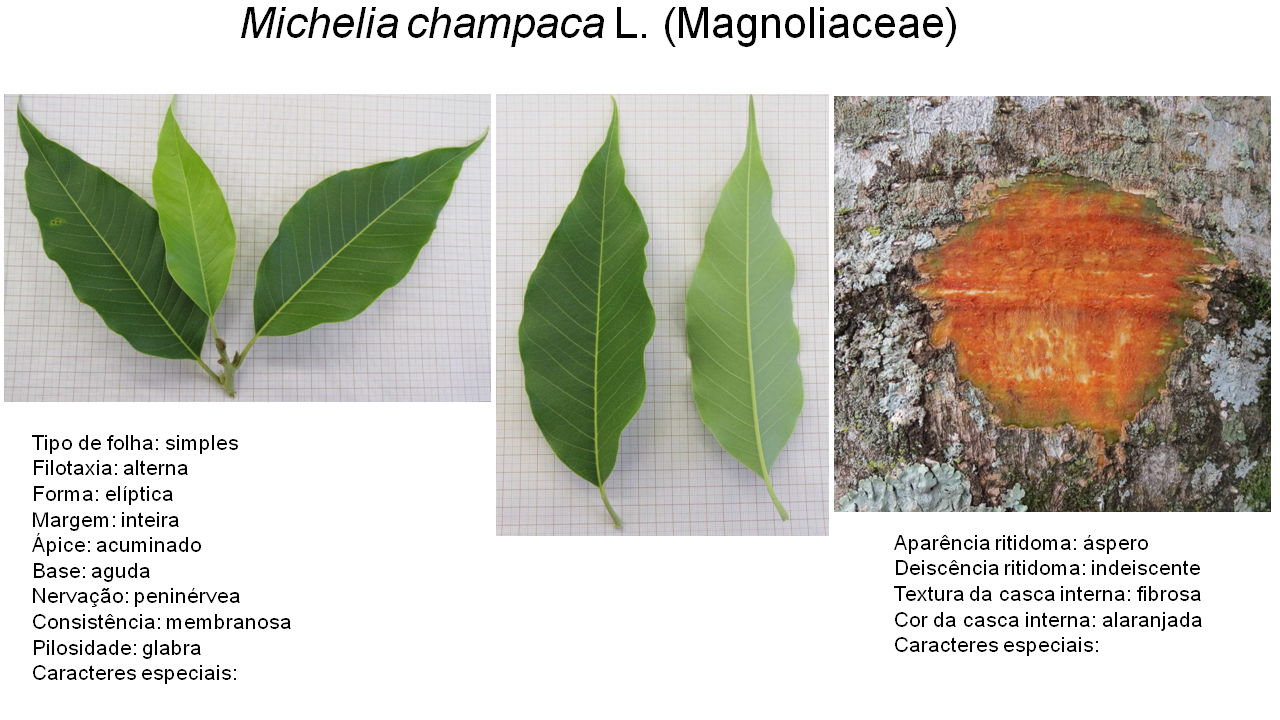 Michelia champaca L. (Magnoliaceae)
Tipo de folha: simples
Filotaxia: alterna
Forma: elíptica
Margem: inteira
Ápice: acuminado
Base: aguda
Nervação: peninérvea
Consistência: membranosa
Pilosidade: glabra
Caracteres especiais:
Aparência ritidoma: áspero
Deiscência ritidoma: indeiscente
Textura da casca interna: fibrosa
Cor da casca interna: alaranjada
Caracteres especiais: